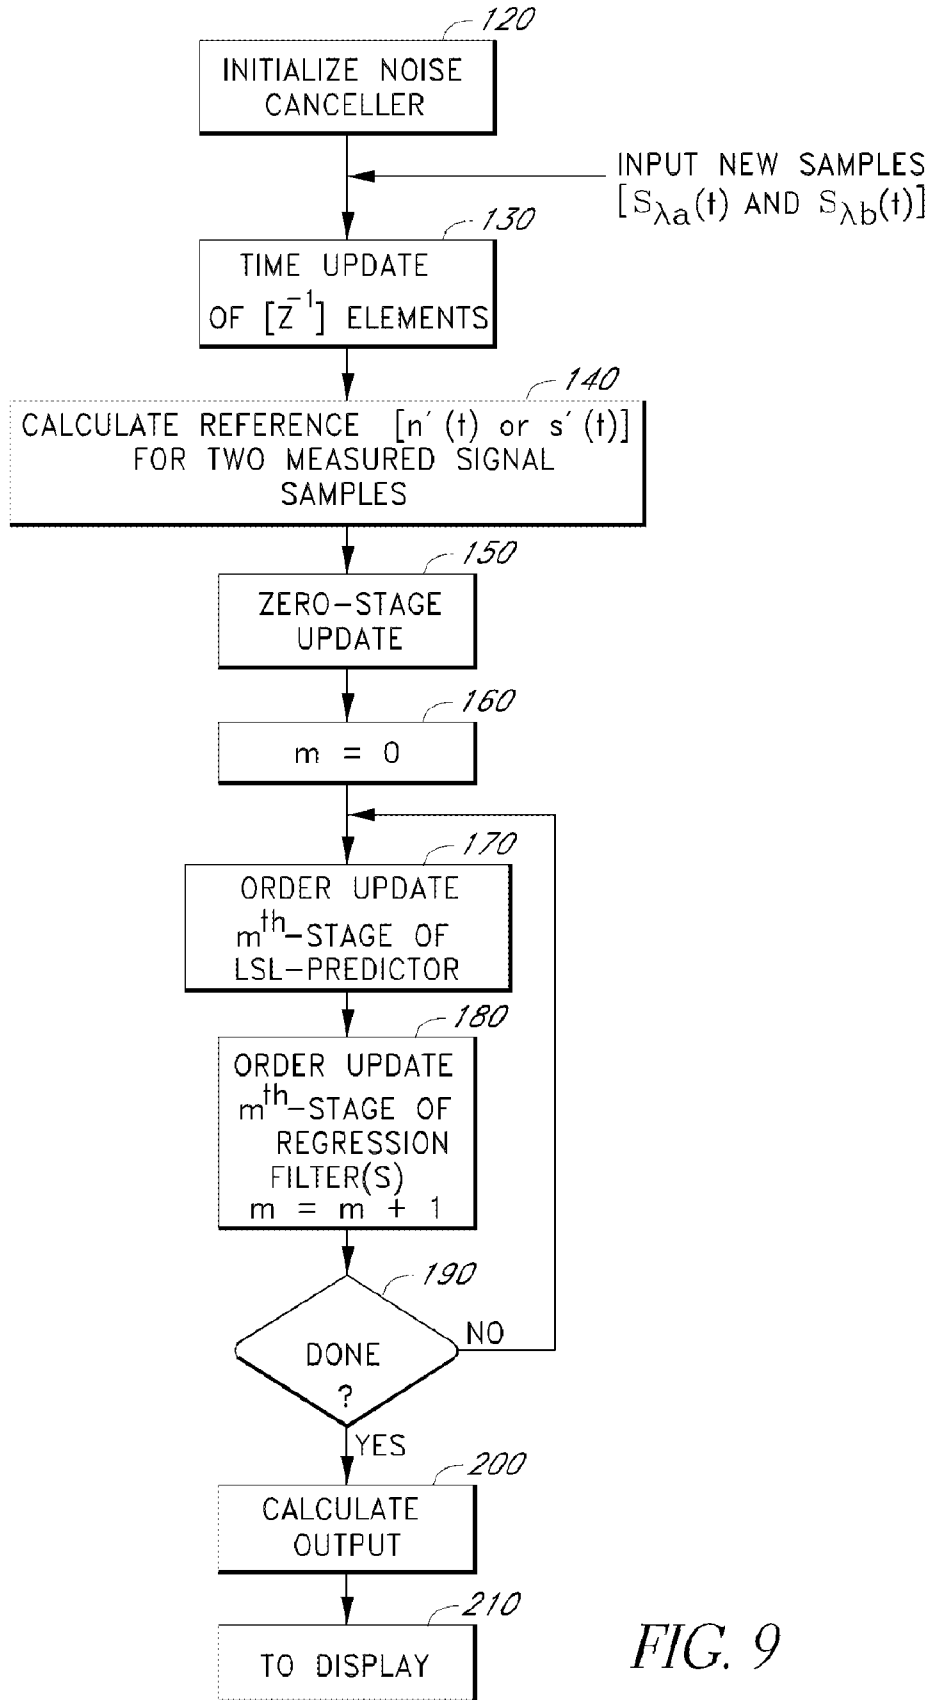 120
INITIALIZE NOISE
CANCELLER
INPUT NEW SAMPLES
[Sλa(t) AND Sλb(t)]
130
TIME UPDATE
OF [Z⁻¹] ELEMENTS
140
CALCULATE REFERENCE [n′(t) or s′(t)]
FOR TWO MEASURED SIGNAL
SAMPLES
150
ZERO-STAGE
UPDATE
160
m = 0
170
ORDER UPDATE
mth-STAGE OF
LSL-PREDICTOR
180
ORDER UPDATE
mth-STAGE OF
REGRESSION
FILTER(S)
m = m + 1
190
DONE
?
NO
YES
200
CALCULATE
OUTPUT
210
TO DISPLAY
FIG. 9